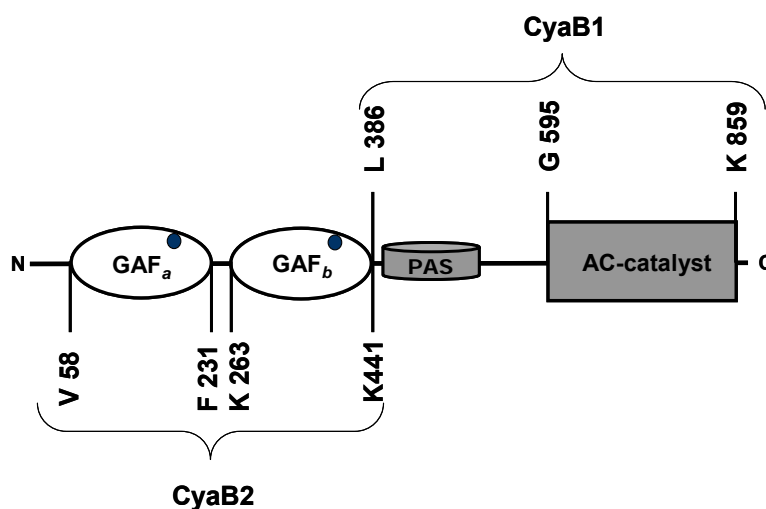 CyaB1
L 386
G 595
K 859
N
GAFa
GAFb
PAS
AC-catalyst
C
V 58
F 231
K 263
K441
CyaB2